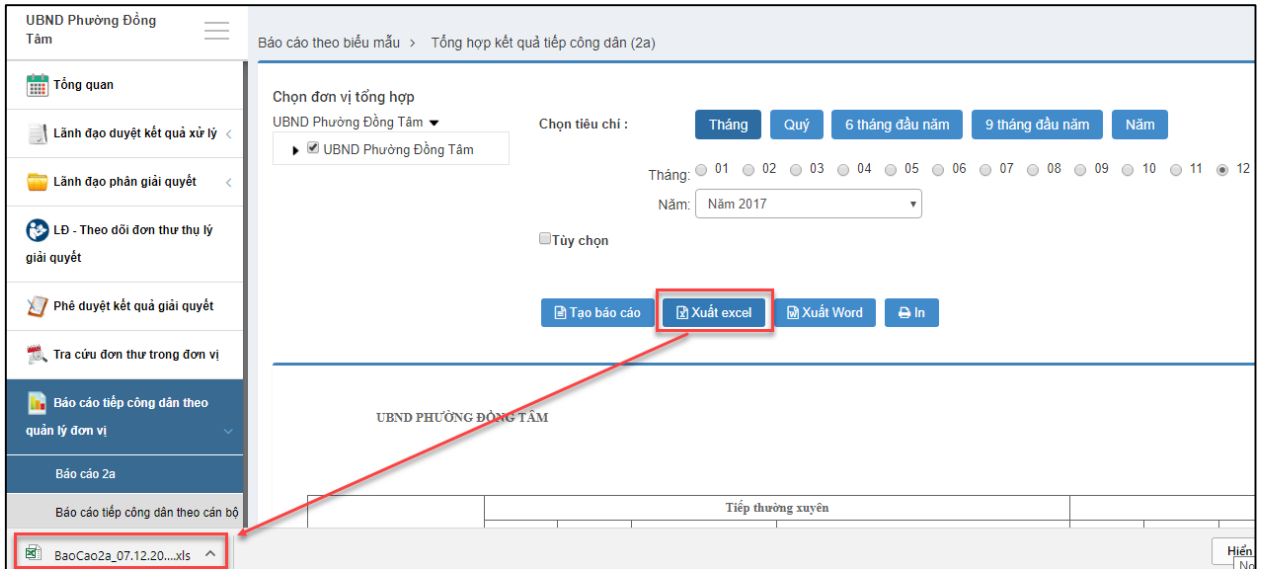 UBND Phường Đồng
Tâm
Báo cáo theo biểu mẫu > Tổng hợp kết quả tiếp công dân (2a)
Tổng quan
Lãnh đạo duyệt kết quả xử lý
Lãnh đạo phân giải quyết
LĐ - Theo dõi đơn thư thụ lý
giải quyết
Phê duyệt kết quả giải quyết
Tra cứu đơn thư trong đơn vị
Báo cáo tiếp công dân theo
quản lý đơn vị
Báo cáo 2a
Báo cáo tiếp công dân theo cán bộ
Chọn đơn vị tổng hợp
UBND Phường Đồng Tâm
UBND Phường Đồng Tâm
Chọn tiêu chí : Tháng Quý 6 tháng đầu năm 9 tháng đầu năm Năm
Tháng: 01 02 03 04 05 06 07 08 09 10 11 12
Năm: Năm 2017
Tùy chọn
Tạo báo cáo Xuất excel Xuất Word In
UBND PHƯỜNG ĐỒNG TÂM
Tiếp thường xuyên
BaoCao2a_07.12.20....xls
Hiển
No